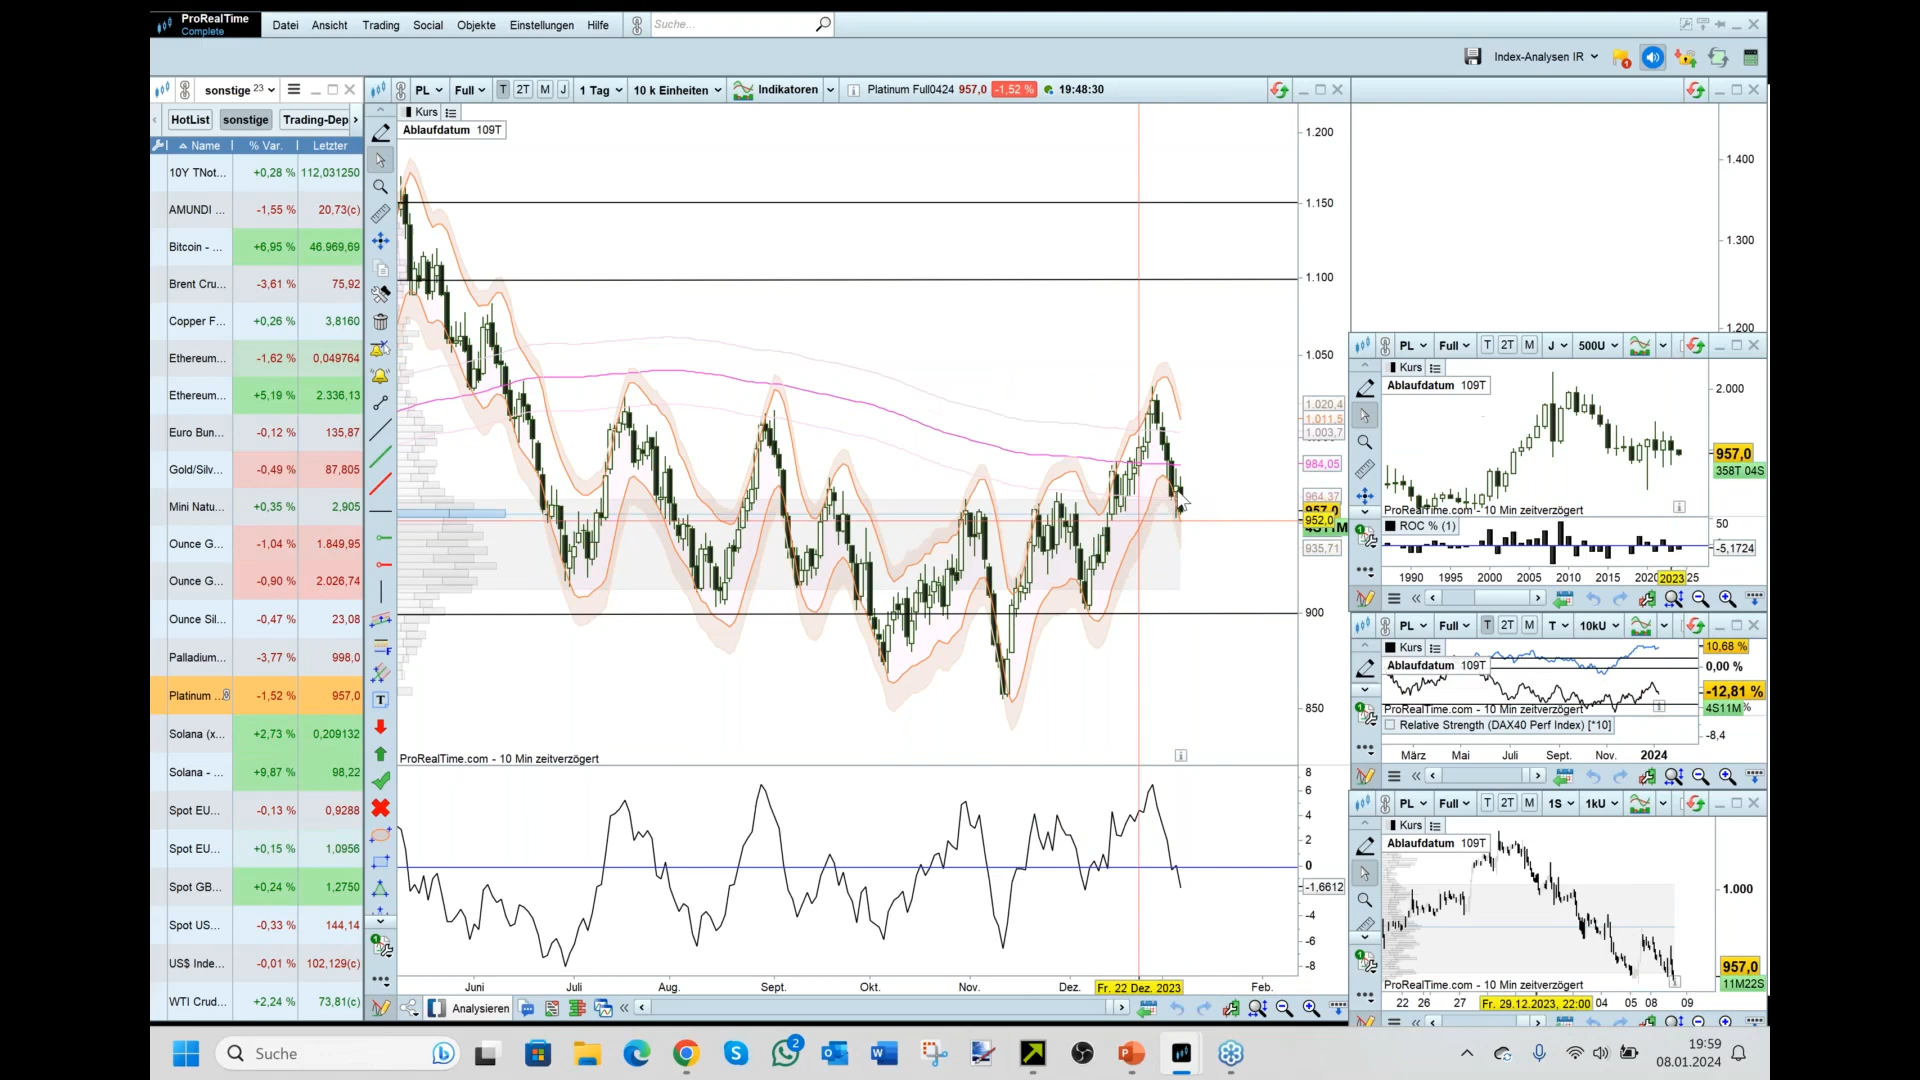 ProRealTime
Complete
Datei Ansicht Trading Social Objekte Einstellungen Hilfe Suche...
Index-Analysen IR
sonstige 23
HotList sonstige Trading-Dep
Name % Var. Letzter
10Y TNot... +0,28 % 112,031250
AMUNDI ... -1,55 % 20,73(c)
Bitcoin - ... +6,95 % 46.969,69
Brent Cru... -3,61 % 75,92
Copper F... +0,26 % 3,8160
Ethereum... -1,62 % 0,049764
Ethereum... +5,19 % 2.336,13
Euro Bun... -0,12 % 135,87
Gold/Silv... -0,49 % 87,805
Mini Natu... +0,35 % 2,905
Ounce G... -1,04 % 1.849,95
Ounce G... -0,90 % 2.026,74
Ounce Sil... -0,47 % 23,08
Palladium... -3,77 % 998,0
Platinum ... -1,52 % 957,0
Solana (x... +2,73 % 0,209132
Solana - ... +9,87 % 98,22
Spot EU... -0,13 % 0,9288
Spot EU... +0,15 % 1,0956
Spot GB... +0,24 % 1,2750
Spot US... -0,33 % 144,14
US$ Inde... -0,01 % 102,129(c)
WTI Crud... +2,24 % 73,81(c)
PL Full T 2T M J 1 Tag 10 k Einheiten Indikatoren Platinum Full0424 957,0 -1,52 % 19:48:30
Kurs
Ablaufdatum 109T
1.200
1.150
1.100
1.050
1.020,4
1.011,5
1.003,7
984,05
964,37
957,0
952,0
4S11M
935,71
900
850
ProRealTime.com - 10 Min zeitverzögert
8
6
4
2
0
-1,6612
-4
-6
-8
Juni Juli Aug. Sept. Okt. Nov. Dez. Fr. 22 Dez. 2023 Feb.
Analysieren
1.400
1.300
1.200
PL Full T 2T M J 500U
Kurs
Ablaufdatum 109T
2.000
957,0
358T 04S
ProRealTime.com - 10 Min zeitverzögert
ROC % (1)
50
-5,1724
1990 1995 2000 2005 2010 2015 2020 2023 25
PL Full T 2T M T 10kU
Kurs
Ablaufdatum 109T
10,68 %
0,00 %
-12,81 %
4S11M %
ProRealTime.com - 10 Min zeitverzögert
Relative Strength (DAX40 Perf Index) [*10]
-8,4
März Mai Juli Sept. Nov. 2024
PL Full T 2T M 1S 1kU
Kurs
Ablaufdatum 109T
1.000
957,0
11M22S
ProRealTime.com - 10 Min zeitverzögert
22 26 27 Fr. 29.12.2023, 22:00 04 05 08 09
Suche
2
19:59
08.01.2024